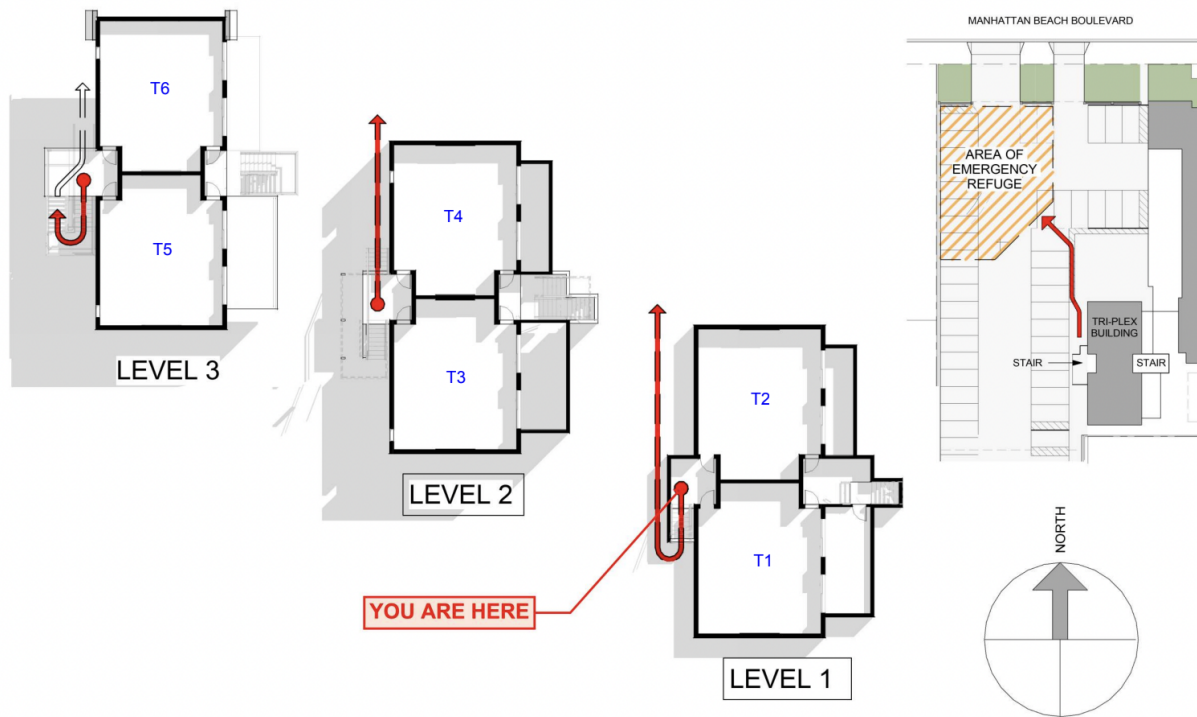 MANHATTAN BEACH BOULEVARD
T6
T5
LEVEL 3
T4
T3
LEVEL 2
T2
T1
LEVEL 1
YOU ARE HERE
AREA OF
EMERGENCY
REFUGE
TRI-PLEX
BUILDING
STAIR
STAIR
NORTH